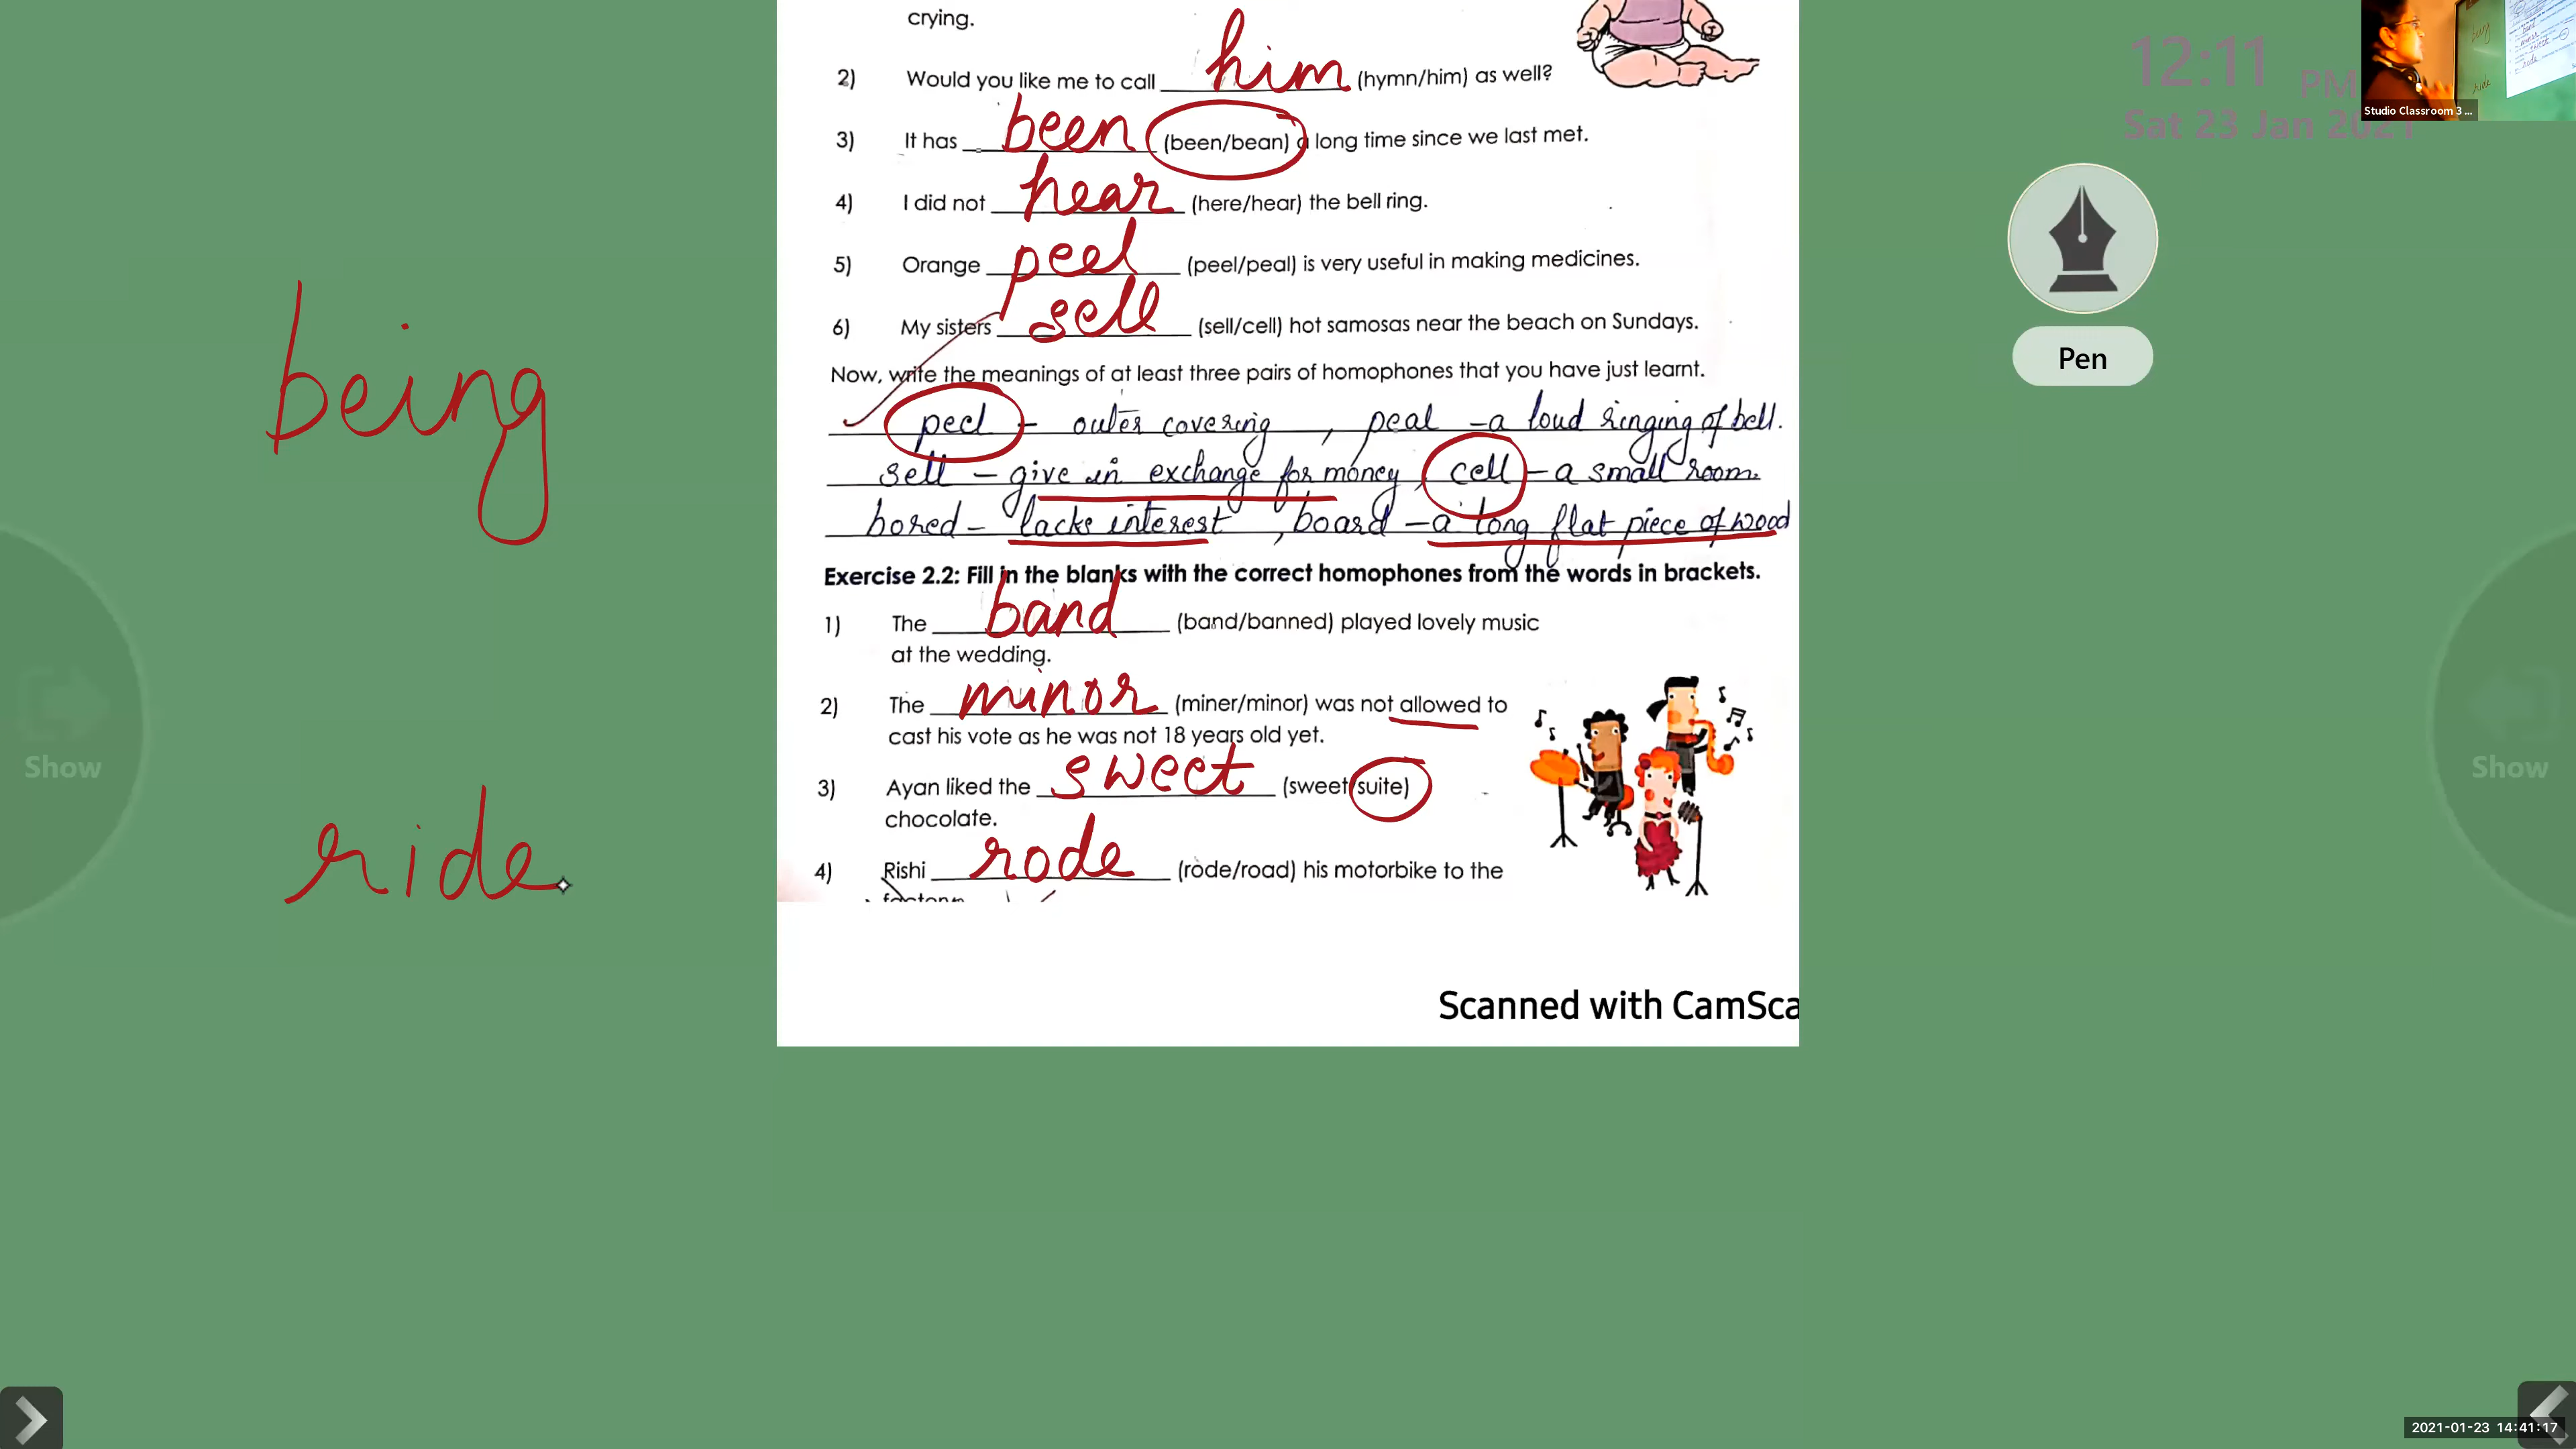 crying.
2) Would you like me to call him (hymn/him) as well?
3) It has been (been/bean) a long time since we last met.
4) I did not hear (here/hear) the bell ring.
5) Orange peel (peel/peal) is very useful in making medicines.
6) My sisters sell (sell/cell) hot samosas near the beach on Sundays.
Now, write the meanings of at least three pairs of homophones that you have just learnt.
peel - outer covering, peal - a loud ringing of bell.
sell - give in exchange for money, cell - a small room.
bored - lacks interest, board - a long flat piece of wood
Exercise 2.2: Fill in the blanks with the correct homophones from the words in brackets.
1) The band (band/banned) played lovely music
at the wedding.
2) The minor (miner/minor) was not allowed to
cast his vote as he was not 18 years old yet.
3) Ayan liked the sweet (sweet/suite)
chocolate.
4) Rishi rode (rode/road) his motorbike to the
Scanned with CamSca
being
ride
Show
12:11 PM
Sat 23 Jan 2021
Studio Classroom 3 ...
Pen
Show
2021-01-23 14:41:17